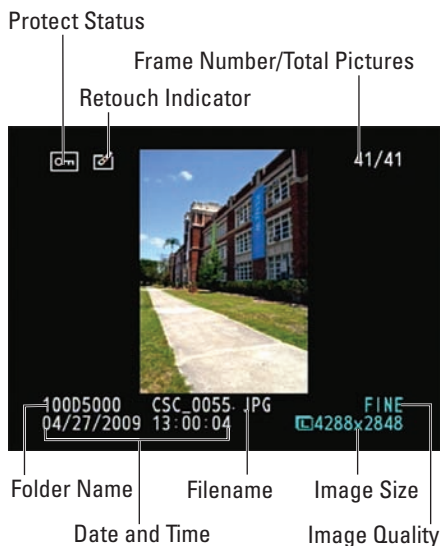 Protect Status
Frame Number/Total Pictures
Retouch Indicator
41/41
100D5000 CSC_0055.JPG FINE
04/27/2009 13:00:04 L 4288x2848
Folder Name Filename Image Size
Date and Time Image Quality